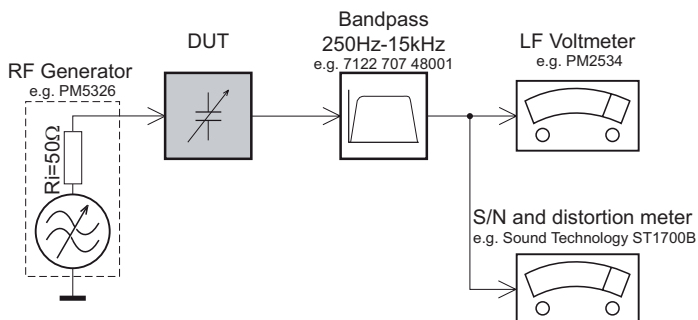 DUT
Bandpass
250Hz-15kHz
e.g. 7122 707 48001
LF Voltmeter
e.g. PM2534
RF Generator
e.g. PM5326
Ri=50Ω
S/N and distortion meter
e.g. Sound Technology ST1700B